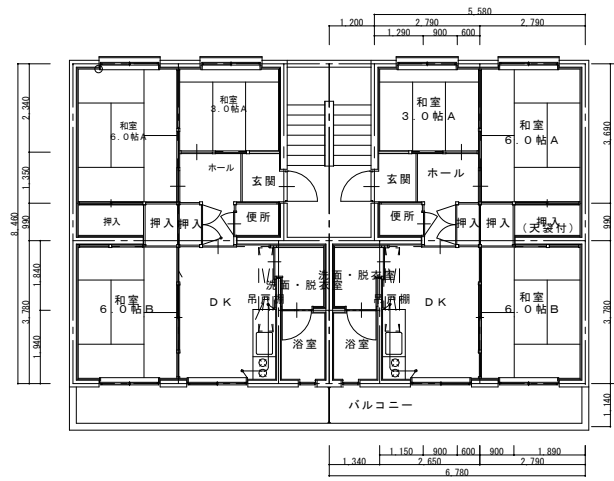 5,580
1,200 2,790 2,790
1,290 900 600
2,340
1,350
990
8,460
1,840
3,780
1,940
和室
6.0帖A
和室
3.0帖A
和室
3.0帖A
和室
6.0帖A
3,690
ホール
玄関
玄関
ホール
押入
押入
押入
便所
便所
押入
押入
押入
(天袋付)
990
洗面・脱衣室
洗面・脱衣室
和室
6.0帖B
DK
吊戸棚
吊戸棚
DK
和室
6.0帖B
3,780
浴室
浴室
バルコニー
1,140
1,150 900 600 900 1,890
1,340 2,650 2,790
6,780